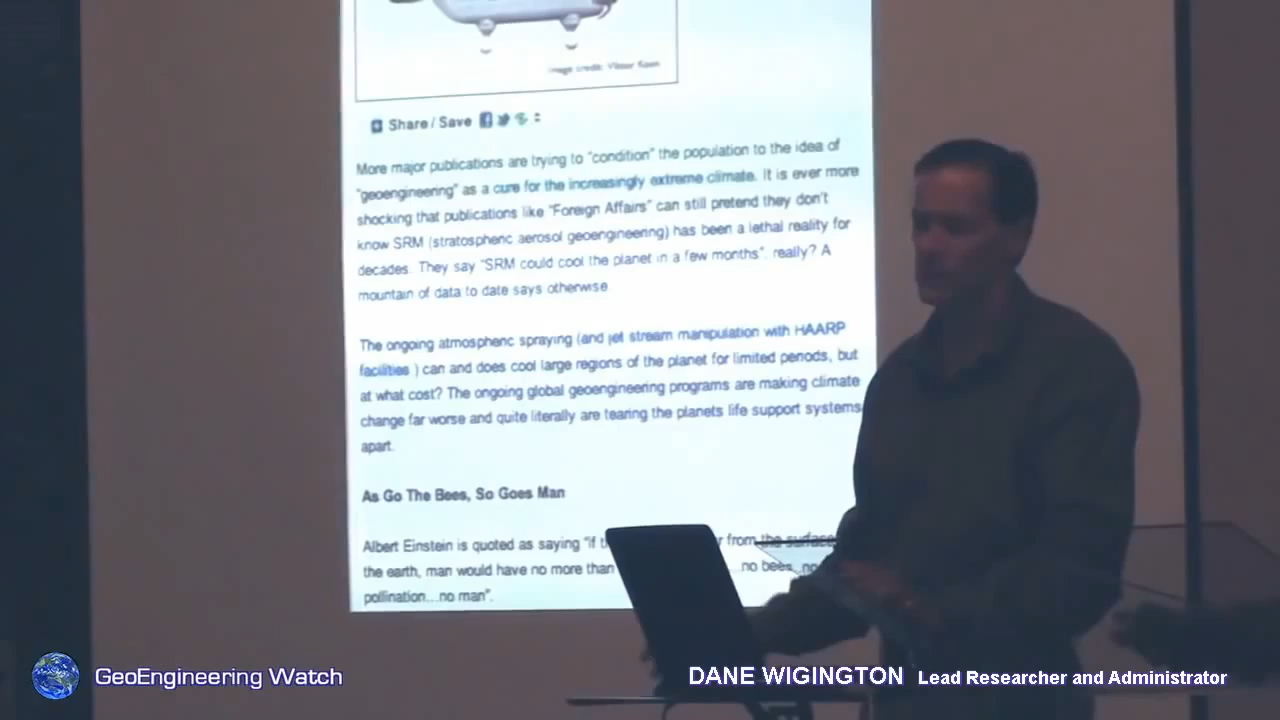 Image credit: Viktor Koen
Share / Save
More major publications are trying to "condition" the population to the idea of
"geoengineering" as a cure for the increasingly extreme climate. It is ever more
shocking that publications like "Foreign Affairs" can still pretend they don't
know SRM (stratospheric aerosol geoengineering) has been a lethal reality for
decades. They say "SRM could cool the planet in a few months", really? A
mountain of data to date says otherwise
The ongoing atmospheric spraying (and jet stream manipulation with HAARP
facilities ) can and does cool large regions of the planet for limited periods, but
at what cost? The ongoing global geoengineering programs are making climate
change far worse and quite literally are tearing the planets life support systems
apart.
As Go The Bees, So Goes Man
Albert Einstein is quoted as saying "if from the surface
the earth, man would have no more than ...no bees, no
pollination...no man".
GeoEngineering Watch
DANE WIGINGTON Lead Researcher and Administrator